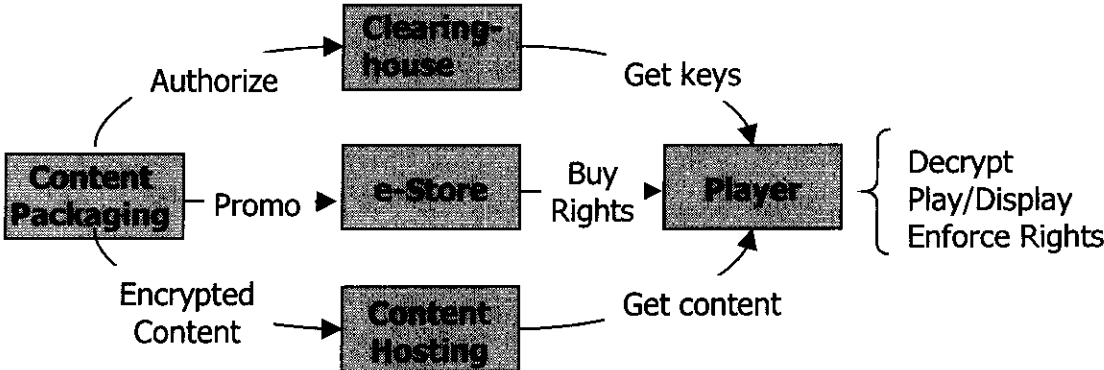 Clearing-
house
Authorize
Get keys
Content
Packaging
Promo
e-Store
Buy
Rights
Player
Decrypt
Play/Display
Enforce Rights
Encrypted
Content
Content
Hosting
Get content